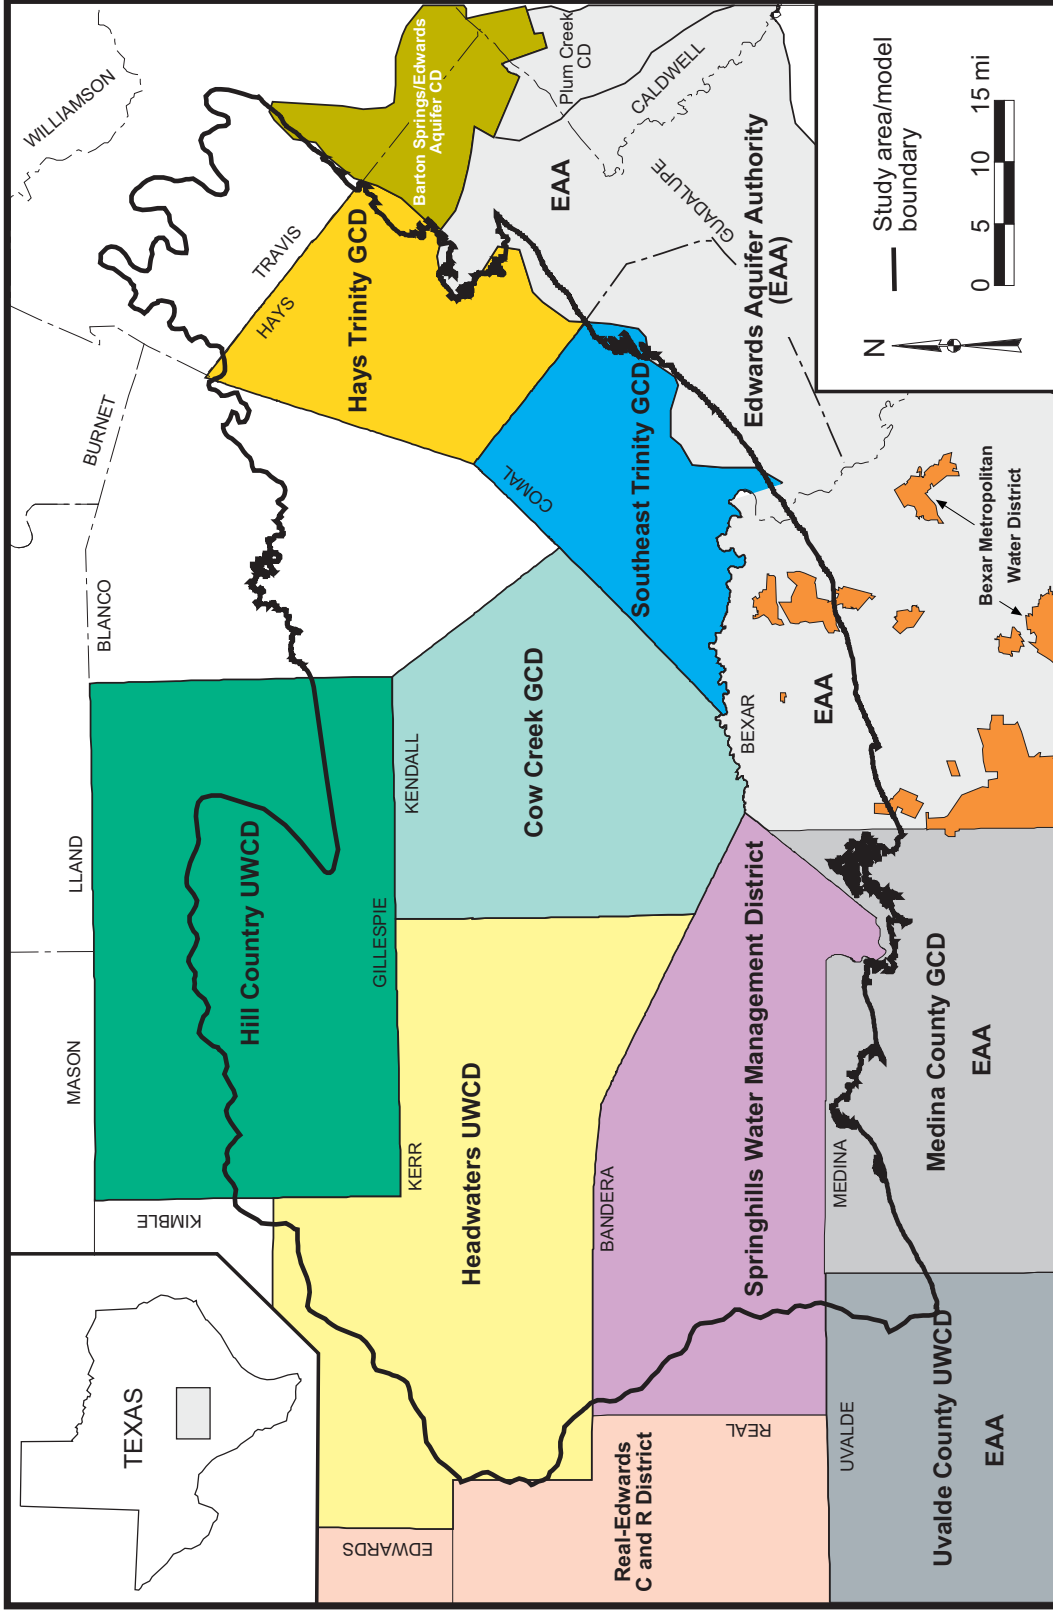 TEXAS
KIMBLE
MASON
LLAND
BLANCO
BURNET
WILLIAMSON
TRAVIS
HAYS
Hill Country UWCD
GILLESPIE
KERR
KENDALL
COMAL
Hays Trinity GCD
Barton Springs/Edwards
Aquifer CD
Plum Creek
CD
CALDWELL
EAA
GUADALUPE
Edwards Aquifer Authority
(EAA)
Southeast Trinity GCD
Cow Creek GCD
Headwaters UWCD
EDWARDS
BANDERA
Real-Edwards
C and R District
REAL
Springhills Water Management District
BEXAR
EAA
UVALDE
MEDINA
Uvalde County UWCD
EAA
Medina County GCD
EAA
Bexar Metropolitan
Water District
Study area/model
boundary
N
0 5 10 15 mi